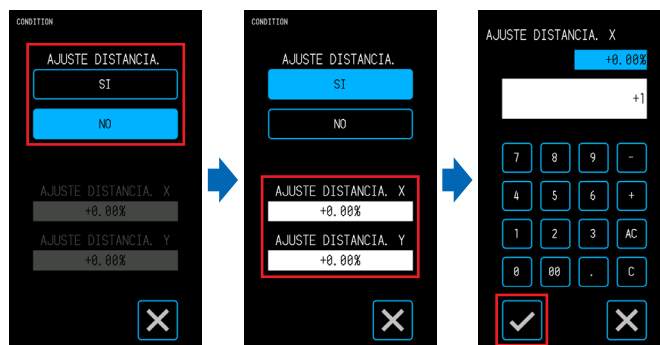 CONDITION
AJUSTE DISTANCIA.
SI
NO
AJUSTE DISTANCIA. X
+0.00%
AJUSTE DISTANCIA. Y
+0.00%
CONDITION
AJUSTE DISTANCIA.
SI
NO
AJUSTE DISTANCIA. X
+0.00%
AJUSTE DISTANCIA. Y
+0.00%
AJUSTE DISTANCIA. X
+0.00%
+1
7 8 9 -
4 5 6 +
1 2 3 AC
0 00 . C